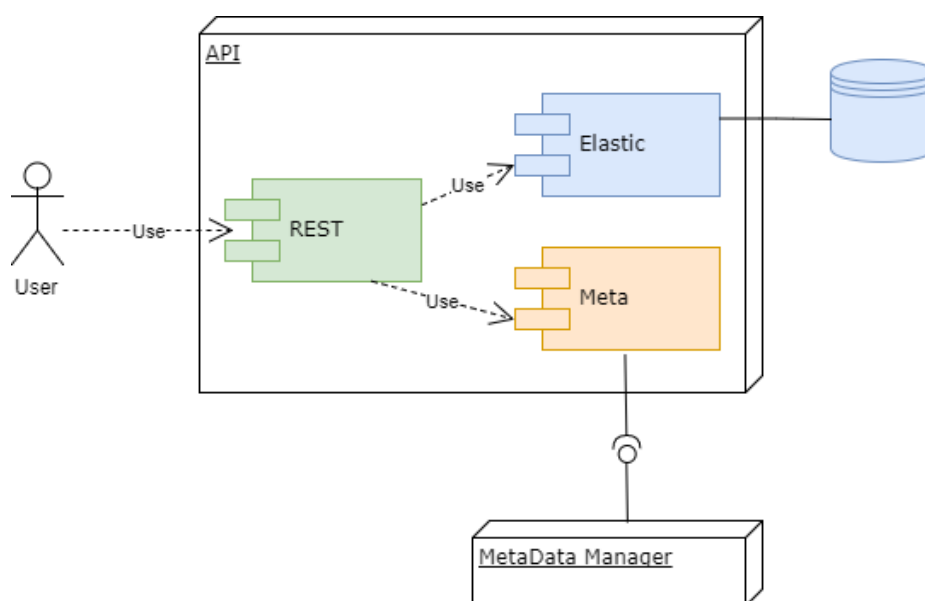 API
Elastic
Use
Use
REST
User
Use
Meta
MetaData Manager